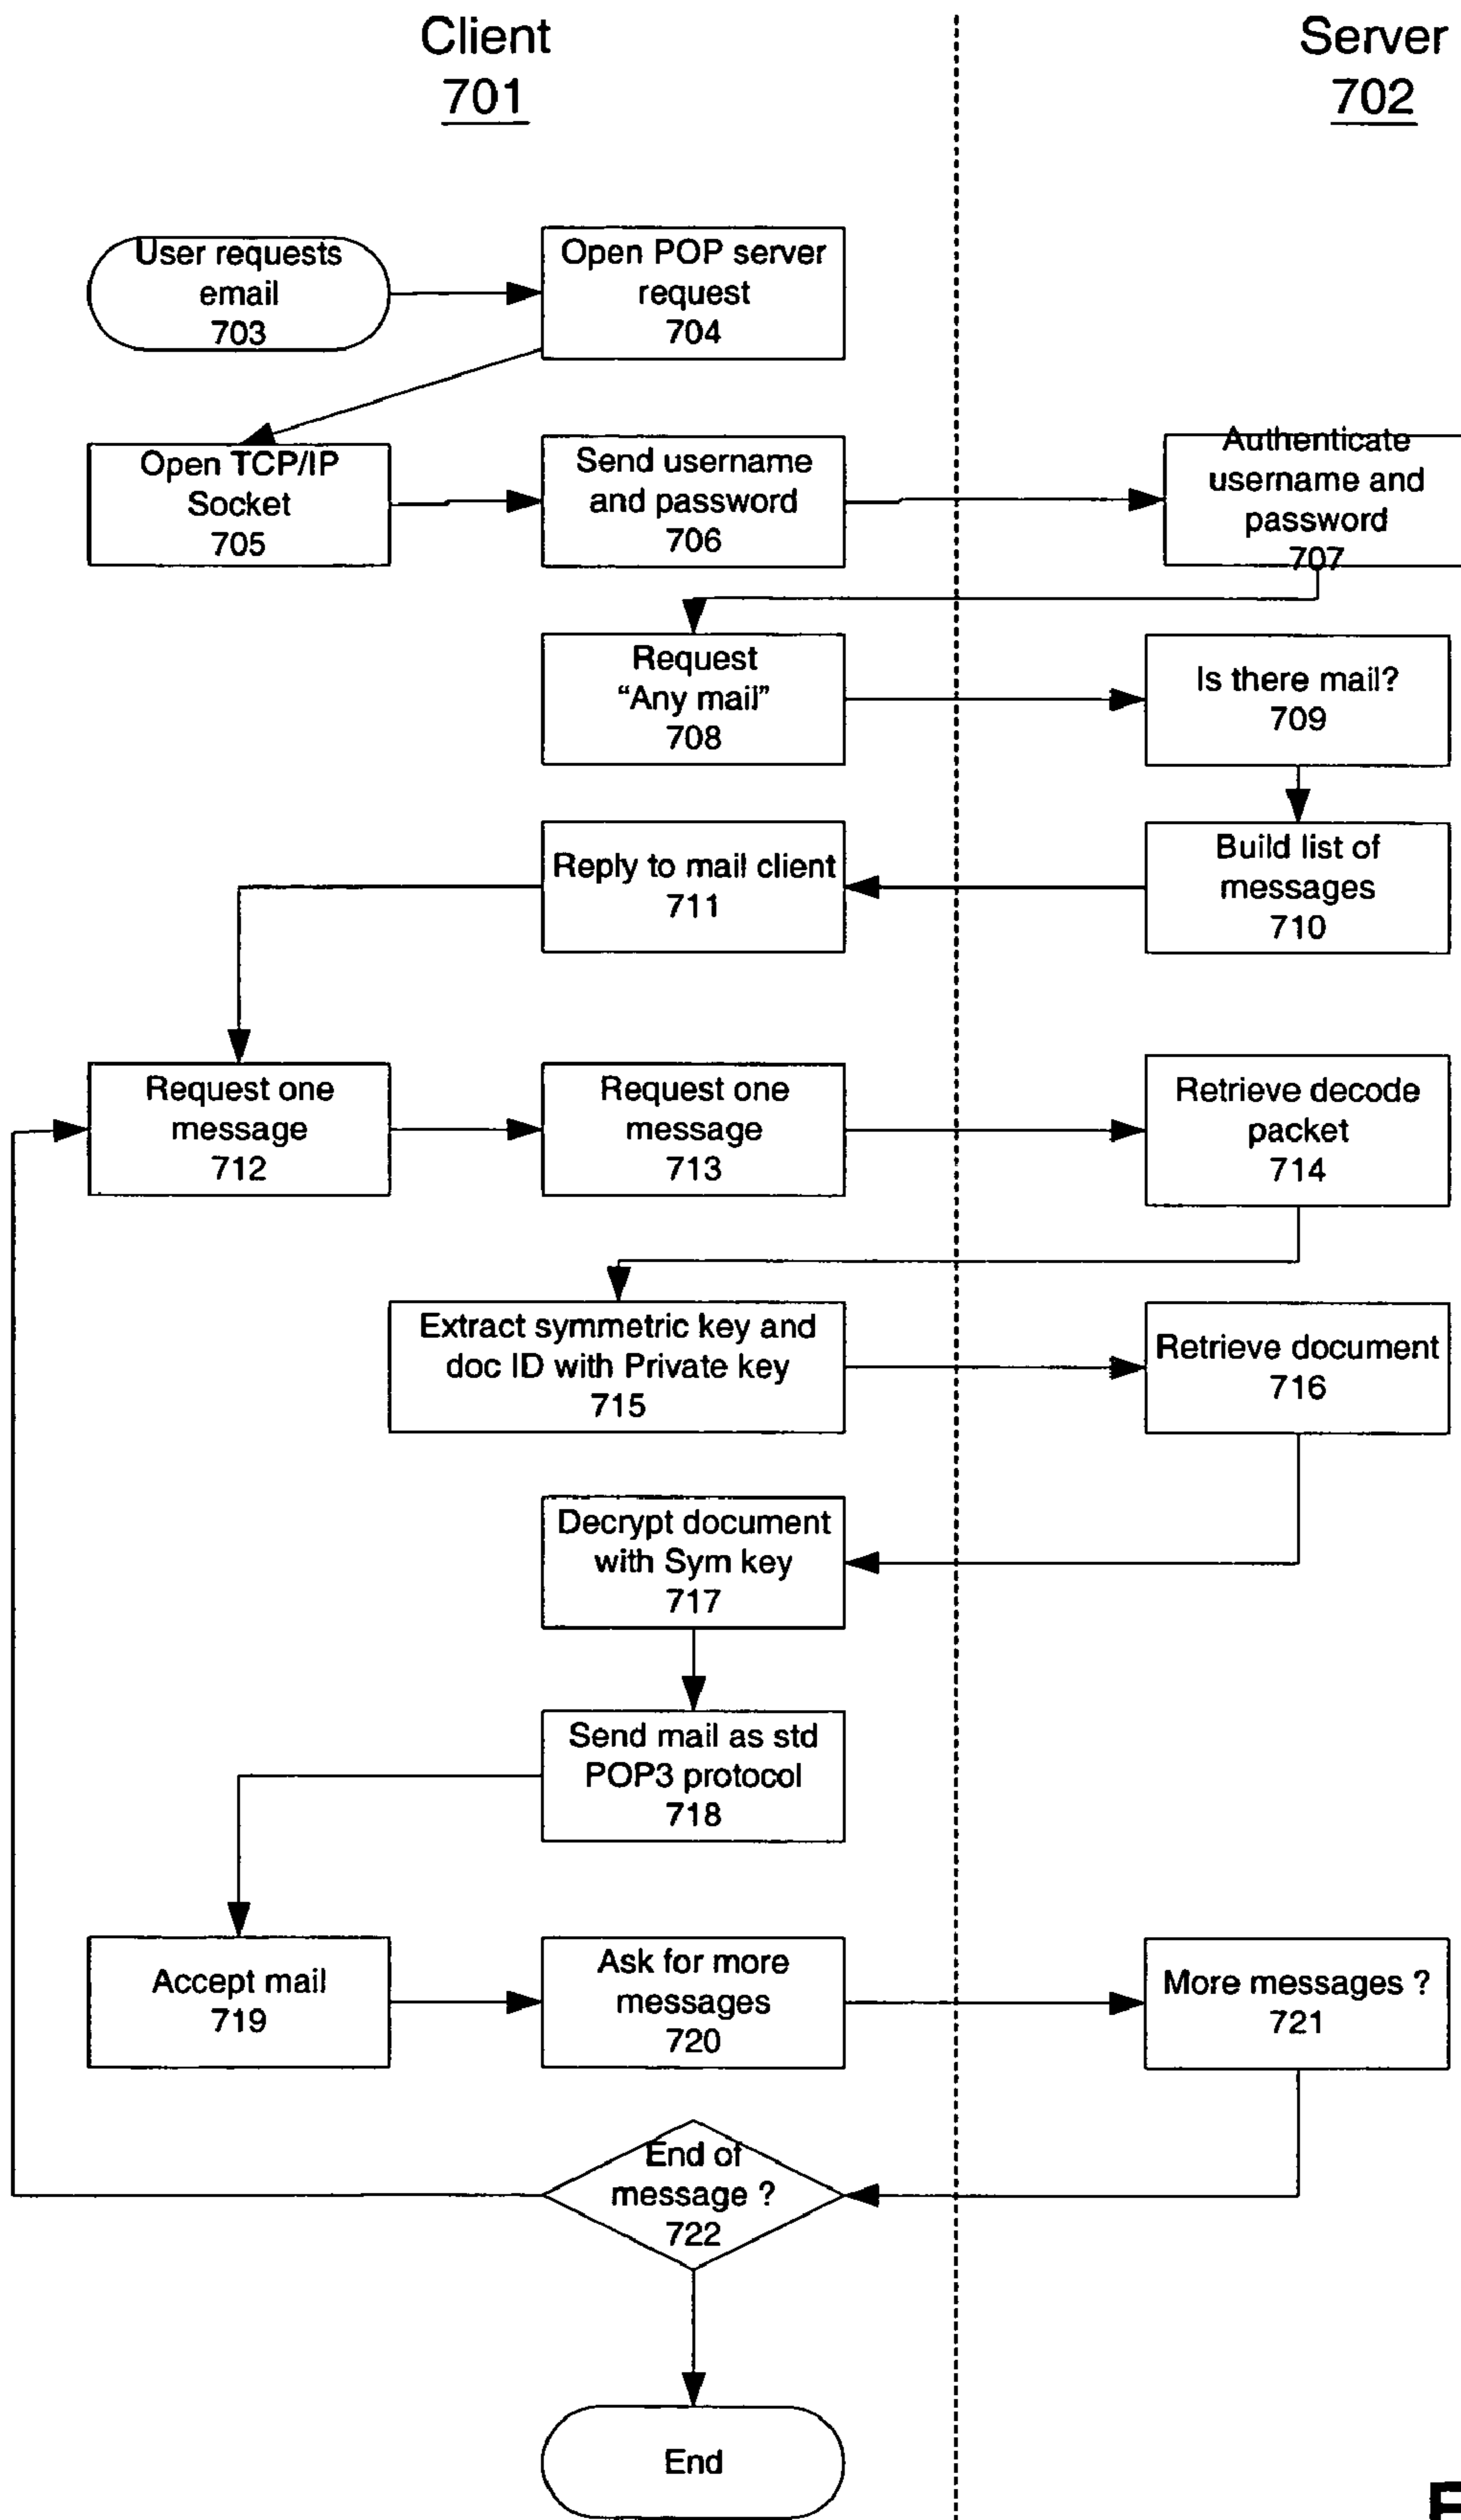 Client
701
Server
702
User requests
email
703
Open POP server
request
704
Open TCP/IP
Socket
705
Send username
and password
706
Authenticate
username and
password
707
Request
“Any mail”
708
Is there mail?
709
Build list of
messages
710
Reply to mail client
711
Request one
message
712
Request one
message
713
Retrieve decode
packet
714
Extract symmetric key and
doc ID with Private key
715
Retrieve document
716
Decrypt document
with Sym key
717
Send mail as std
POP3 protocol
718
Accept mail
719
Ask for more
messages
720
More messages ?
721
End of
message ?
722
End